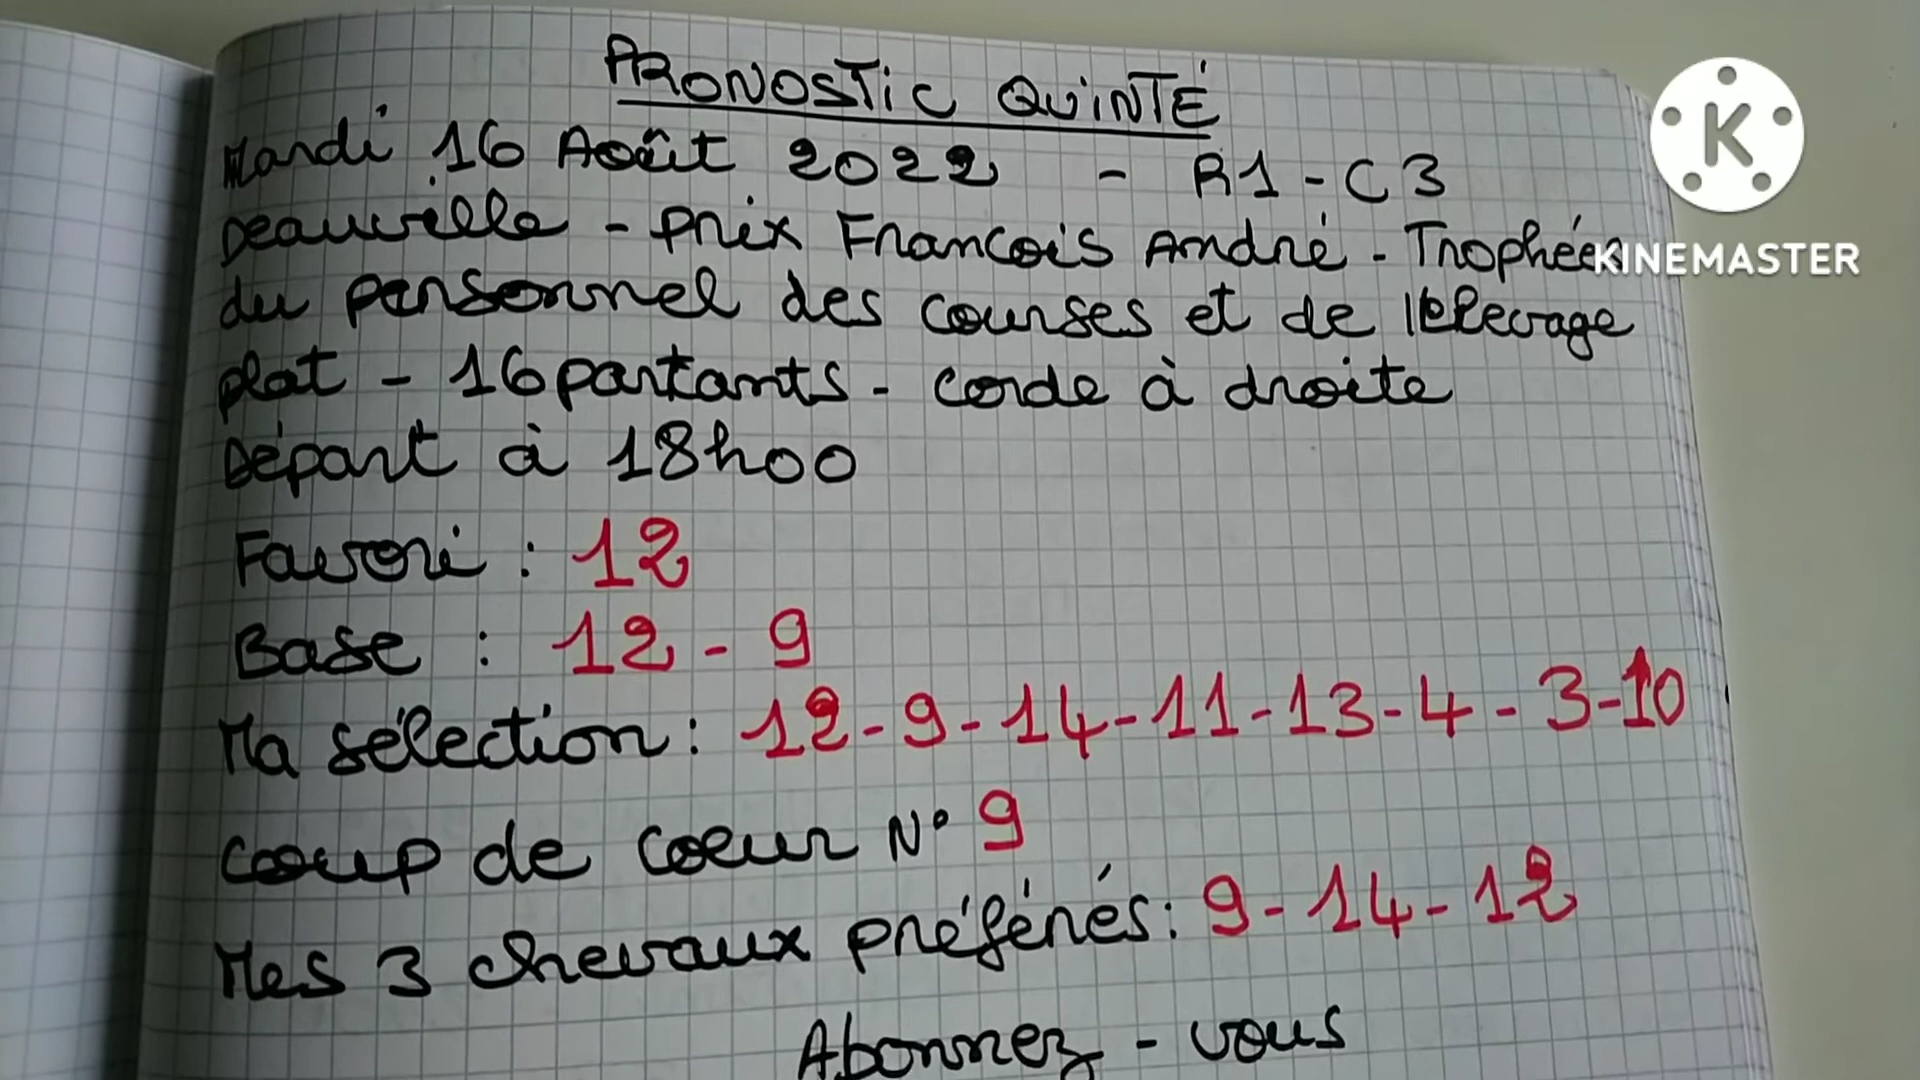 PRONOSTIC QUINTÉ
Mardi 16 Août 2022 - R1 - C3
Deauville - Prix Francois André - Trophées
du personnel des courses et de l'élevage
plat - 16 partants - corde à droite
Départ à 18h00
Favori : 12
Base : 12 - 9
Ma sélection : 12 - 9 - 14 - 11 - 13 - 4 - 3 - 10
coup de coeur N° 9
Mes 3 chevaux préférés : 9 - 14 - 12
Abonnez - vous
K
KINEMASTER